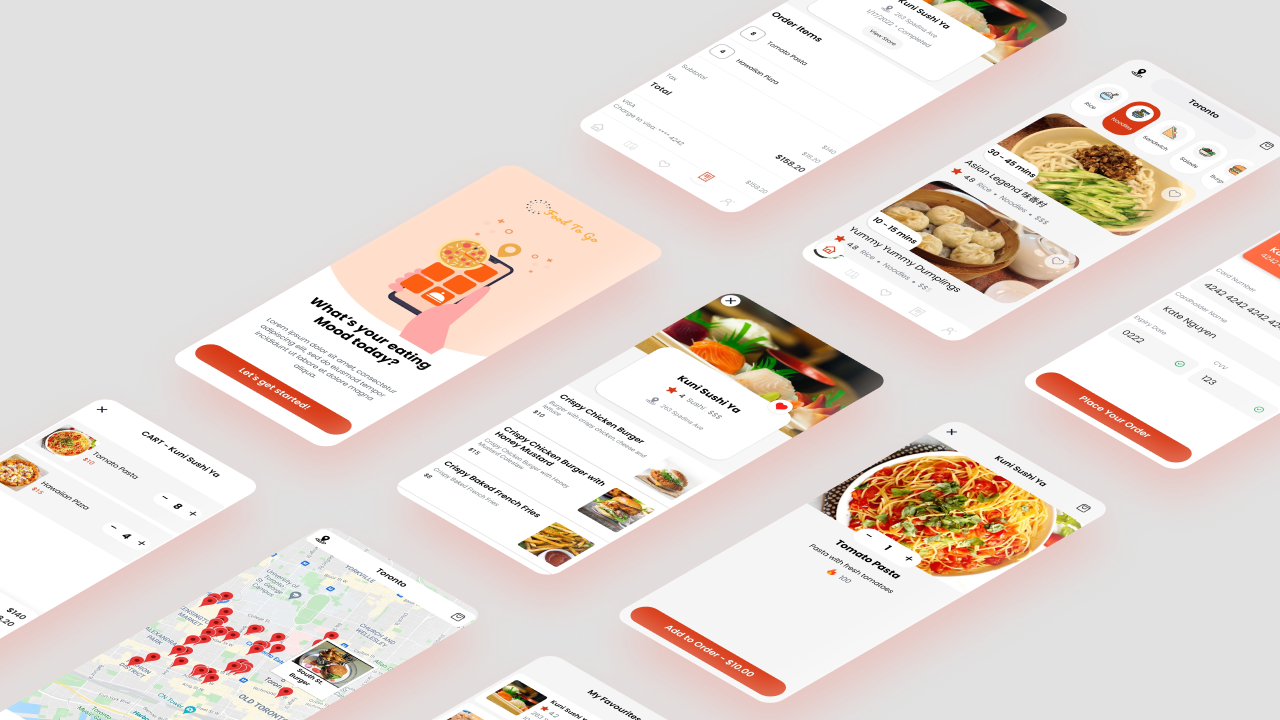 Kuni Sushi Ya
263 Spadina Ave
1/17/2022 • Completed
View Store
Order Items
8
Tomato Pasta
4
Hawaiian Pizza
Subtotal
$140
Tax
$18.20
Total
$158.20
VISA
Charge to visa **** 4242
$158.20
Toronto
Rice
Noodles
Sandwich
Salads
30 - 45 mins
Asian Legend 味香村
4.8 Rice • Noodles • $$$
10 - 15 mins
Yummy Yummy Dumplings
4.8 Rice • Noodles • $$$
Food To Go
What's your eating
Mood today?
Lorem ipsum dolor sit amet, consectetur
adipiscing elit, sed do eiusmod tempor
incididunt ut labore et dolore magna
aliqua.
Let's get started!
4242
Card Number
4242 4242 4242
Cardholder Name
Kate Nguyen
Expiry Date
0222
CVV
123
Place Your Order
Kuni Sushi Ya
4 Sushi $$$
263 Spadina Ave
Crispy Chicken Burger
Burger with crispy chicken, cheese and
$10
Crispy Chicken Burger with
Honey Mustard
Crispy Chicken Burger with Honey
Mustard Coleslaw
$15
Crispy Baked French Fries
Crispy Baked French Fries
$8
CART - Kuni Sushi Ya
Tomato Pasta
$10
− 8 +
Hawaiian Pizza
$15
− 4 +
$140
Kuni Sushi Ya
− 1 +
Tomato Pasta
Pasta with fresh tomatoes
100
Add to Order - $10.00
Toronto
YORKVILLE
University of
College St
KENSINGTON
MARKET
CHURCH AND
WELLESLEY
ALEXANDRA
PARK
DISTRICT
CN Tower
OLD TORONTO
South St.
Burger
My Favourites
Kuni Sushi Ya
4.2